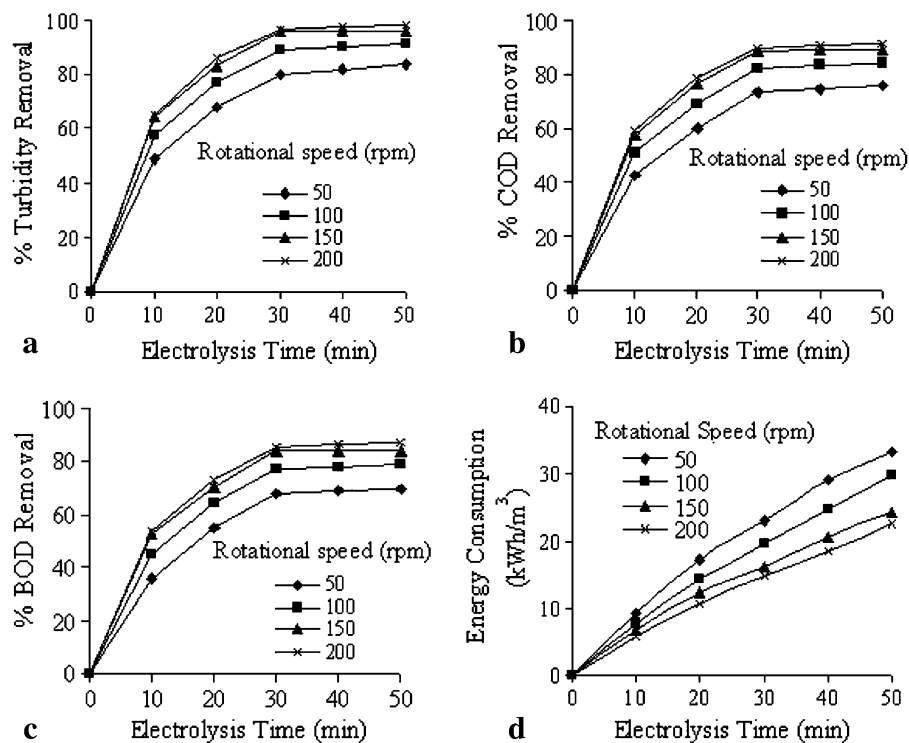 % Turbidity Removal
100
80
60
40
20
0
Rotational speed (rpm)
50
100
150
200
0 10 20 30 40 50
Electrolysis Time (min)
a
% COD Removal
100
80
60
40
20
0
Rotational speed (rpm)
50
100
150
200
0 10 20 30 40 50
Electrolysis Time (min)
b
% BOD Removal
100
80
60
40
20
0
Rotational speed (rpm)
50
100
150
200
0 10 20 30 40 50
Electrolysis Time (min)
c
Energy Consumption
(kWh/m³)
40
30
20
10
0
Rotational Speed (rpm)
50
100
150
200
0 10 20 30 40 50
Electrolysis Time (min)
d